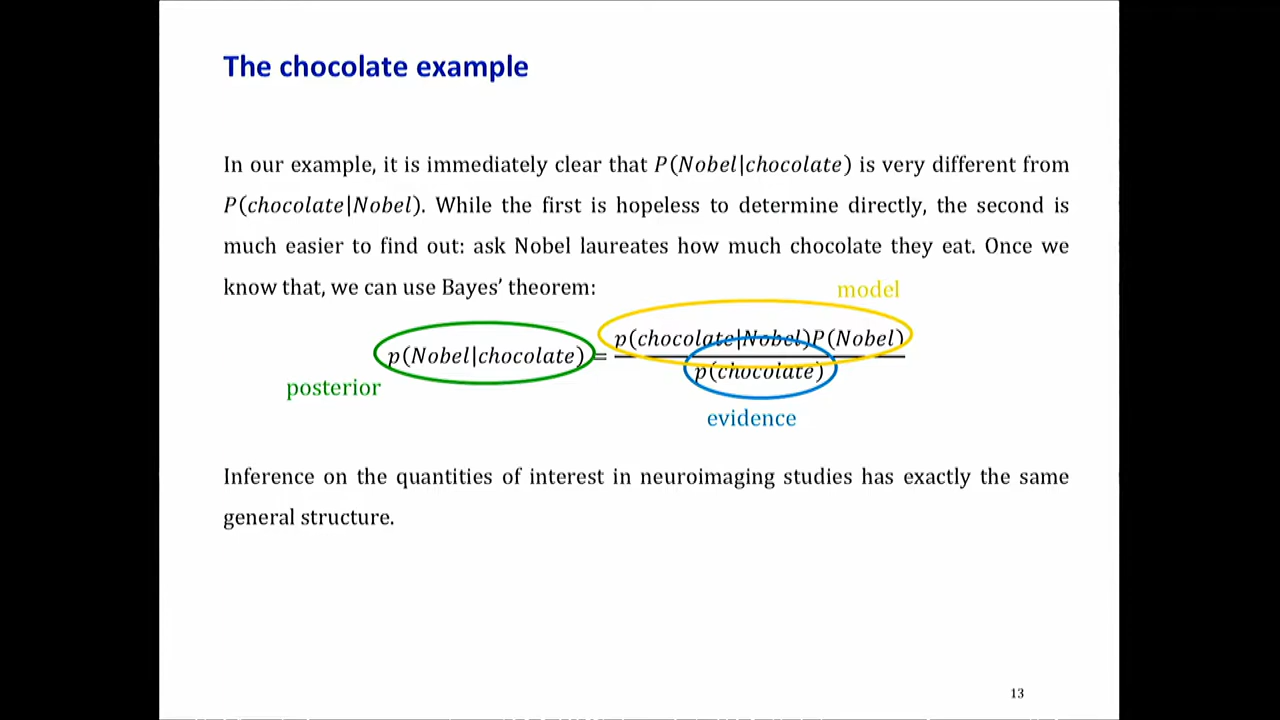 The chocolate example
In our example, it is immediately clear that P(Nobel|chocolate) is very different from
P(chocolate|Nobel). While the first is hopeless to determine directly, the second is
much easier to find out: ask Nobel laureates how much chocolate they eat. Once we
know that, we can use Bayes’ theorem:
model
p(chocolate|Nobel)P(Nobel)
p(Nobel|chocolate) =
p(chocolate)
posterior
evidence
Inference on the quantities of interest in neuroimaging studies has exactly the same
general structure.
13